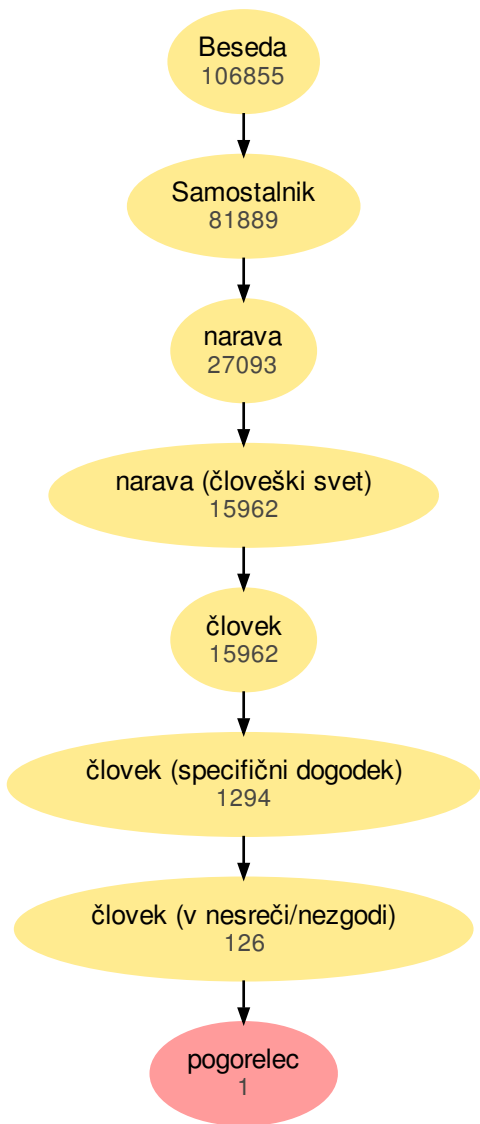 Beseda
106855
Samostalnik
81889
narava
27093
narava (človeški svet)
15962
človek
15962
človek (specifični dogodek)
1294
človek (v nesreči/nezgodi)
126
pogorelec
1